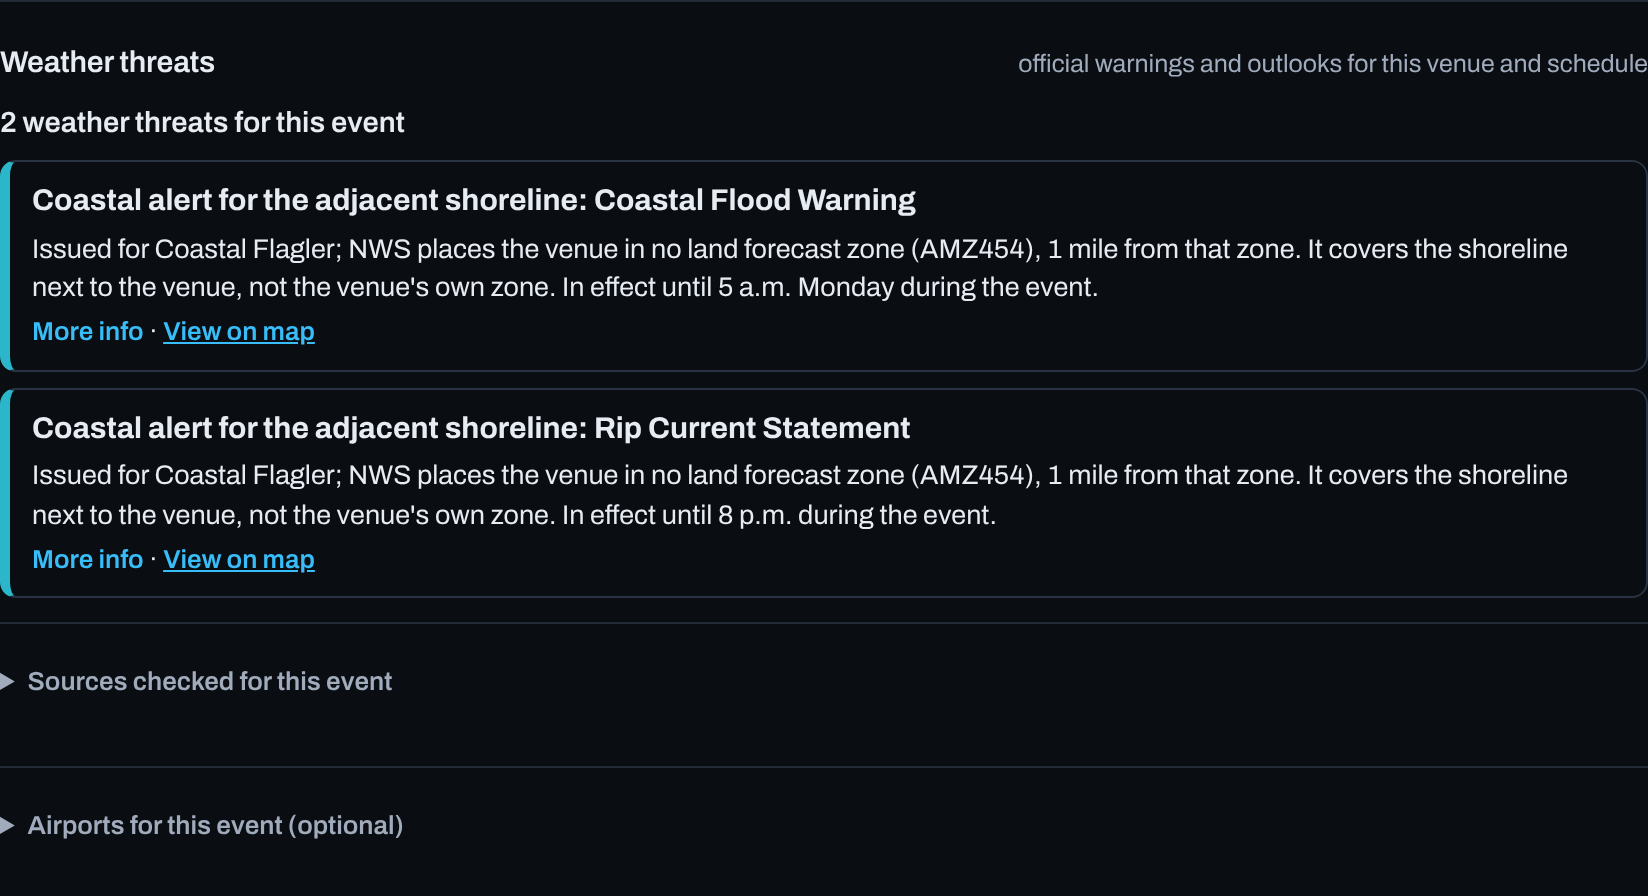 Weather threats
official warnings and outlooks for this venue and schedule
2 weather threats for this event
Coastal alert for the adjacent shoreline: Coastal Flood Warning
Issued for Coastal Flagler; NWS places the venue in no land forecast zone (AMZ454), 1 mile from that zone. It covers the shoreline
next to the venue, not the venue's own zone. In effect until 5 a.m. Monday during the event.
More info · View on map
Coastal alert for the adjacent shoreline: Rip Current Statement
Issued for Coastal Flagler; NWS places the venue in no land forecast zone (AMZ454), 1 mile from that zone. It covers the shoreline
next to the venue, not the venue's own zone. In effect until 8 p.m. during the event.
More info · View on map
Sources checked for this event
Airports for this event (optional)